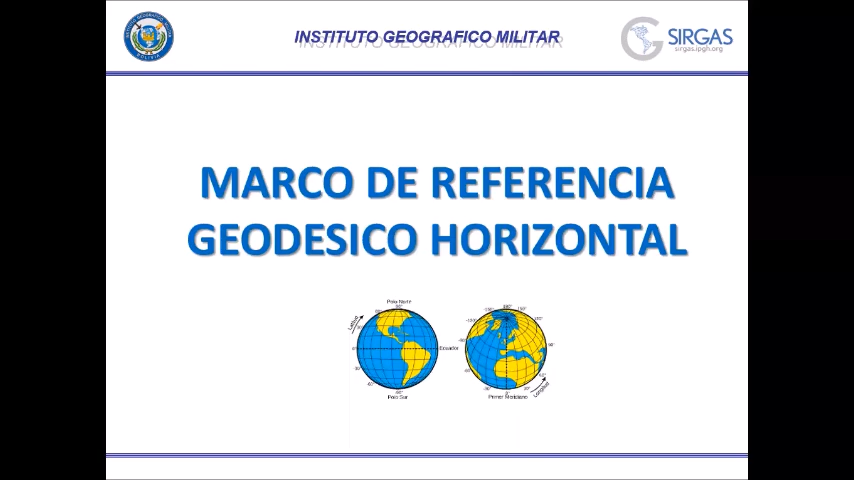 INSTITUTO GEOGRAFICO MILITAR
SIRGAS
sirgas.ipgh.org
BOLIVIA
MARCO DE REFERENCIA
GEODESICO HORIZONTAL
Polo Norte
Latitud
Ecuador
Polo Sur
Primer Meridiano
Longitud